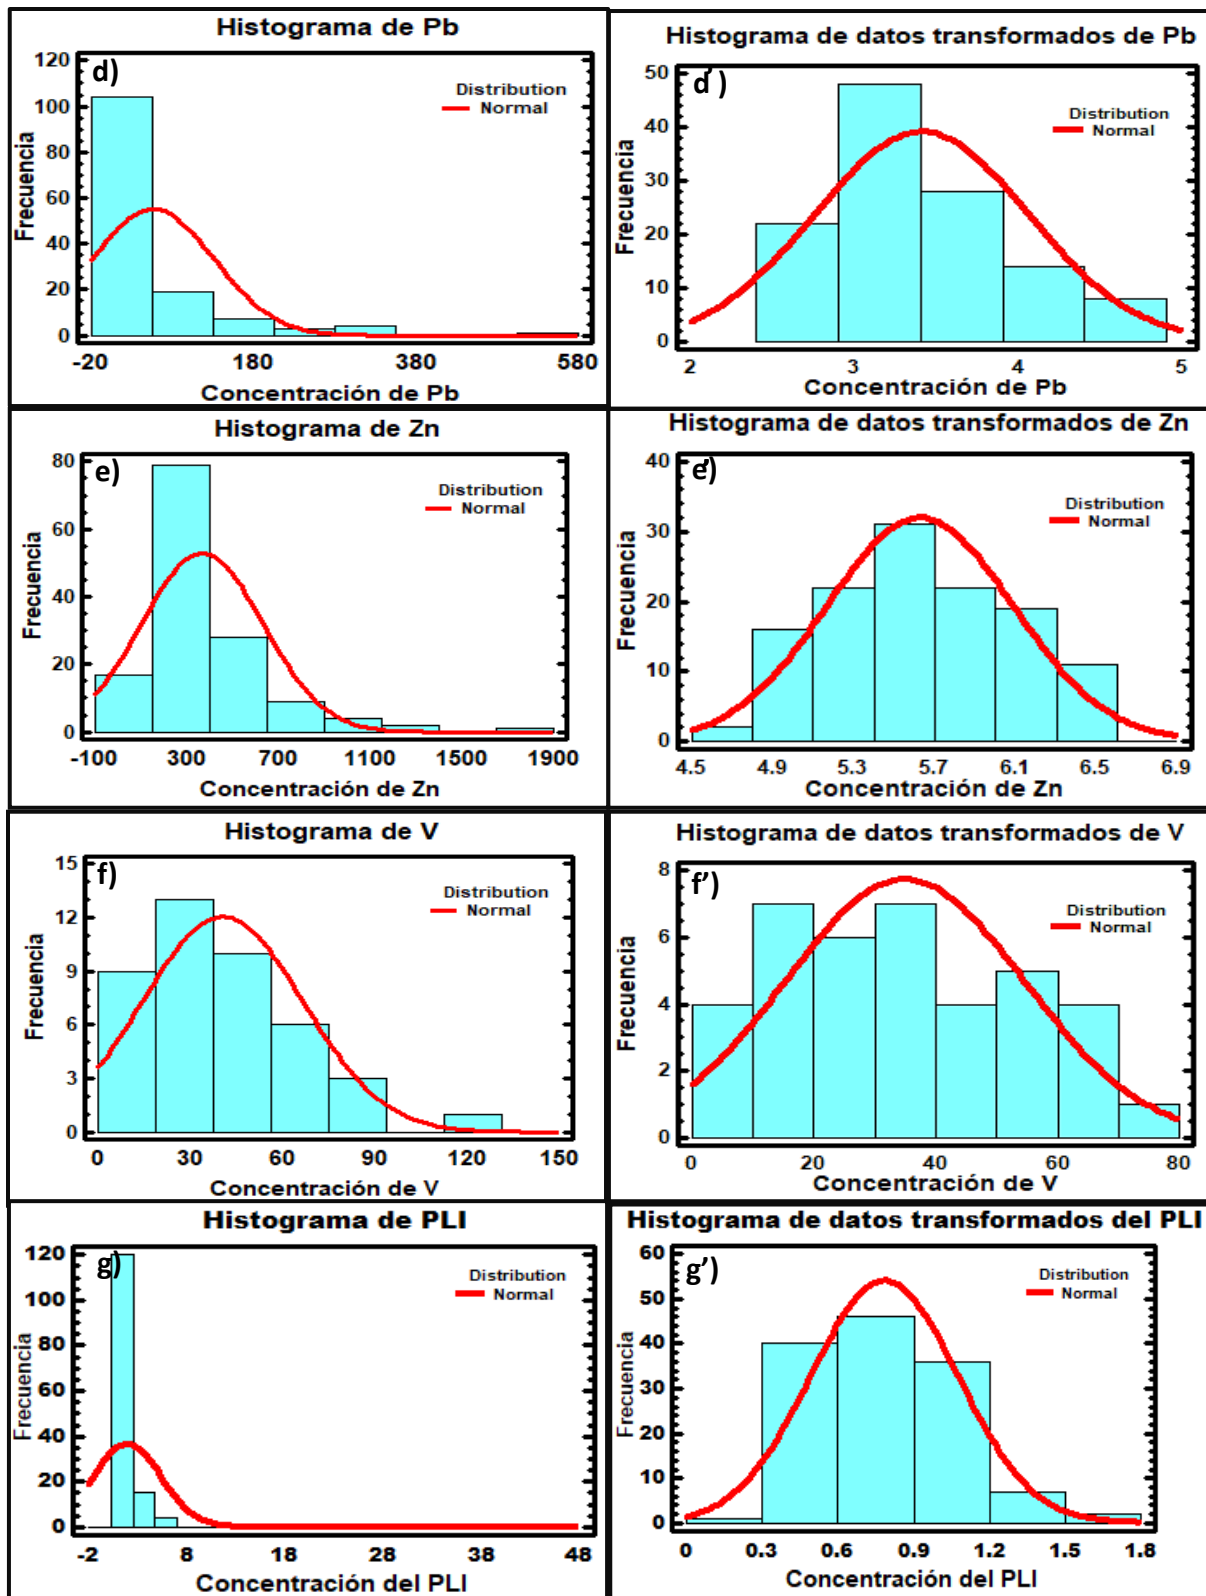 Histograma de Pb
d)
Distribution
Normal
120
100
80
60
40
20
0
Frecuencia
-20 180 380 580
Concentración de Pb
Histograma de datos transformados de Pb
d')
Distribution
Normal
50
40
30
20
10
0
Frecuencia
2 3 4 5
Concentración de Pb
Histograma de Zn
e)
Distribution
Normal
80
60
40
20
0
Frecuencia
-100 300 700 1100 1500 1900
Concentración de Zn
Histograma de datos transformados de Zn
e')
Distribution
Normal
40
30
20
10
0
Frecuencia
4.5 4.9 5.3 5.7 6.1 6.5 6.9
Concentración de Zn
Histograma de V
f)
Distribution
Normal
15
12
9
6
3
0
Frecuencia
0 30 60 90 120 150
Concentración de V
Histograma de datos transformados de V
f')
Distribution
Normal
8
6
4
2
0
Frecuencia
0 20 40 60 80
Concentración de V
Histograma de PLI
g)
Distribution
Normal
120
100
80
60
40
20
0
Frecuencia
-2 8 18 28 38 48
Concentración del PLI
Histograma de datos transformados del PLI
g')
Distribution
Normal
60
50
40
30
20
10
0
Frecuencia
0 0.3 0.6 0.9 1.2 1.5 1.8
Concentración del PLI